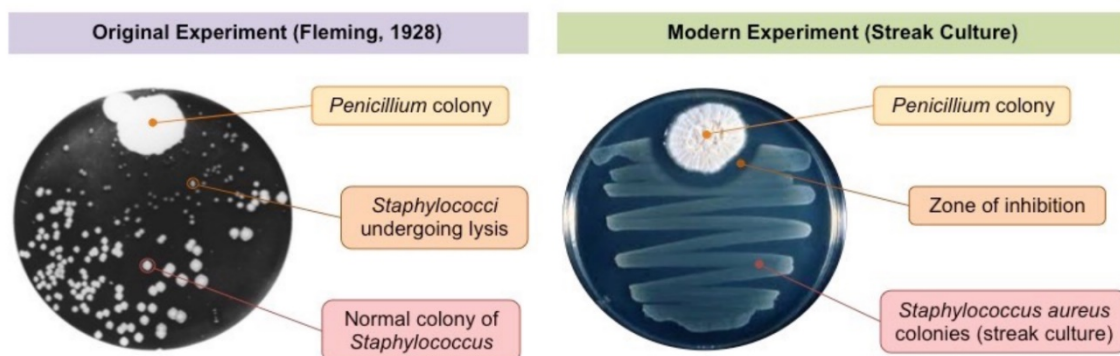 Original Experiment (Fleming, 1928)
Penicillium colony
Staphylococci
undergoing lysis
Normal colony of
Staphylococcus
Modern Experiment (Streak Culture)
Penicillium colony
Zone of inhibition
Staphylococcus aureus
colonies (streak culture)